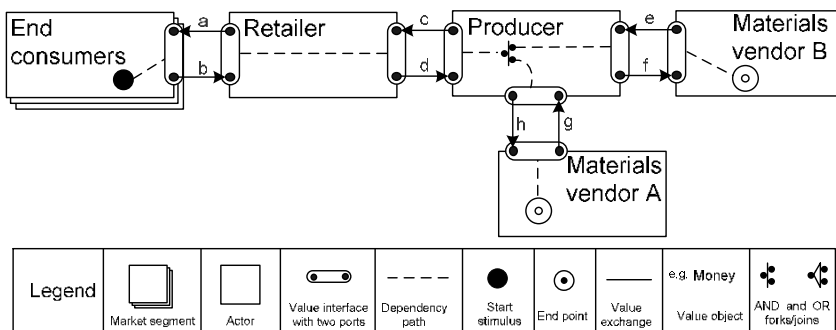 End
consumers
a
b
Retailer
c
d
Producer
e
f
Materials
vendor B
h
g
Materials
vendor A
Legend
Market segment
Actor
Value interface
with two ports
Dependency
path
Start
stimulus
End point
Value
exchange
e.g. Money
Value object
AND and OR
forks/joins